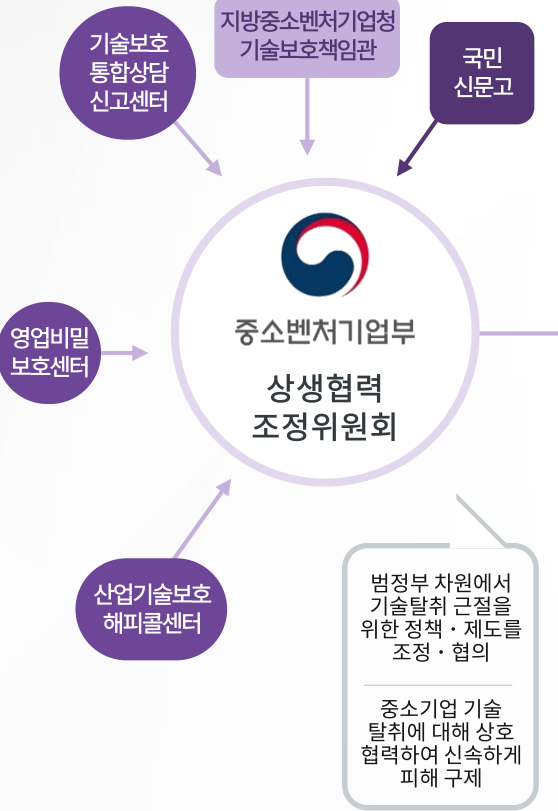 지방중소벤처기업청
기술보호책임관
기술보호
통합상담
신고센터
국민
신문고
영업비밀
보호센터
중소벤처기업부
상생협력
조정위원회
산업기술보호
해피콜센터
범정부 차원에서
기술탈취 근절을
위한 정책・제도를
조정・협의
중소기업 기술
탈취에 대해 상호
협력하여 신속하게
피해 구제